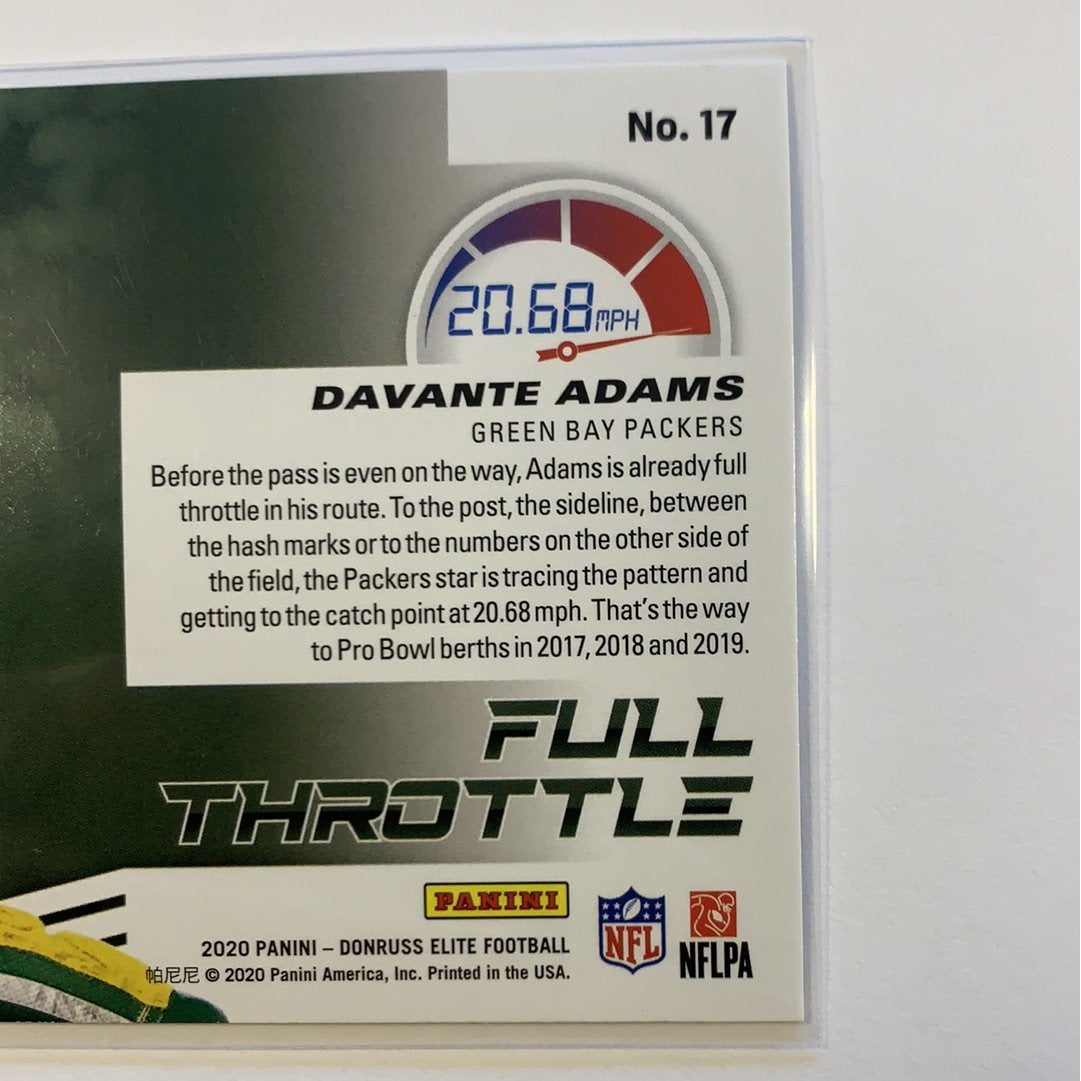 No. 17
20.68 MPH
DAVANTE ADAMS
GREEN BAY PACKERS
Before the pass is even on the way, Adams is already full
throttle in his route. To the post, the sideline, between
the hash marks or to the numbers on the other side of
the field, the Packers star is tracing the pattern and
getting to the catch point at 20.68 mph. That's the way
to Pro Bowl berths in 2017, 2018 and 2019.
FULL
THROTTLE
PANINI
NFL
NFLPA
2020 PANINI – DONRUSS ELITE FOOTBALL
帕尼尼 © 2020 Panini America, Inc. Printed in the USA.